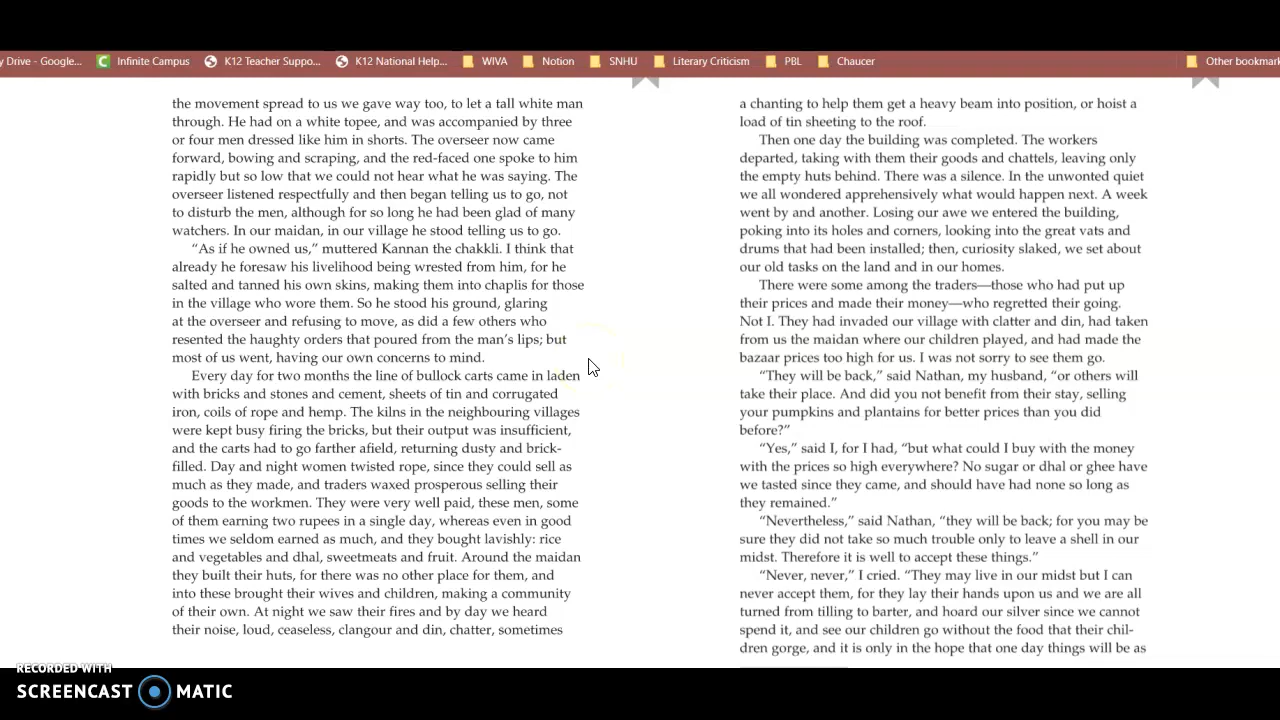 y Drive - Google...
Infinite Campus
K12 Teacher Suppo...
K12 National Help...
WIVA
Notion
SNHU
Literary Criticism
PBL
Chaucer
Other bookmark
the movement spread to us we gave way too, to let a tall white man
through. He had on a white topee, and was accompanied by three
or four men dressed like him in shorts. The overseer now came
forward, bowing and scraping, and the red-faced one spoke to him
rapidly but so low that we could not hear what he was saying. The
overseer listened respectfully and then began telling us to go, not
to disturb the men, although for so long he had been glad of many
watchers. In our maidan, in our village he stood telling us to go.
“As if he owned us,” muttered Kannan the chakkli. I think that
already he foresaw his livelihood being wrested from him, for he
salted and tanned his own skins, making them into chaplis for those
in the village who wore them. So he stood his ground, glaring
at the overseer and refusing to move, as did a few others who
resented the haughty orders that poured from the man’s lips; but
most of us went, having our own concerns to mind.
Every day for two months the line of bullock carts came in laden
with bricks and stones and cement, sheets of tin and corrugated
iron, coils of rope and hemp. The kilns in the neighbouring villages
were kept busy firing the bricks, but their output was insufficient,
and the carts had to go farther afield, returning dusty and brick-
filled. Day and night women twisted rope, since they could sell as
much as they made, and traders waxed prosperous selling their
goods to the workmen. They were very well paid, these men, some
of them earning two rupees in a single day, whereas even in good
times we seldom earned as much, and they bought lavishly: rice
and vegetables and dhal, sweetmeats and fruit. Around the maidan
they built their huts, for there was no other place for them, and
into these brought their wives and children, making a community
of their own. At night we saw their fires and by day we heard
their noise, loud, ceaseless, clangour and din, chatter, sometimes
a chanting to help them get a heavy beam into position, or hoist a
load of tin sheeting to the roof.
Then one day the building was completed. The workers
departed, taking with them their goods and chattels, leaving only
the empty huts behind. There was a silence. In the unwonted quiet
we all wondered apprehensively what would happen next. A week
went by and another. Losing our awe we entered the building,
poking into its holes and corners, looking into the great vats and
drums that had been installed; then, curiosity slaked, we set about
our old tasks on the land and in our homes.
There were some among the traders—those who had put up
their prices and made their money—who regretted their going.
Not I. They had invaded our village with clatter and din, had taken
from us the maidan where our children played, and had made the
bazaar prices too high for us. I was not sorry to see them go.
“They will be back,” said Nathan, my husband, “or others will
take their place. And did you not benefit from their stay, selling
your pumpkins and plantains for better prices than you did
before?”
“Yes,” said I, for I had, “but what could I buy with the money
with the prices so high everywhere? No sugar or dhal or ghee have
we tasted since they came, and should have had none so long as
they remained.”
“Nevertheless,” said Nathan, “they will be back; for you may be
sure they did not take so much trouble only to leave a shell in our
midst. Therefore it is well to accept these things.”
“Never, never,” I cried. “They may live in our midst but I can
never accept them, for they lay their hands upon us and we are all
turned from tilling to barter, and hoard our silver since we cannot
spend it, and see our children go without the food that their chil-
dren gorge, and it is only in the hope that one day things will be as
RECORDED WITH
SCREENCAST MATIC